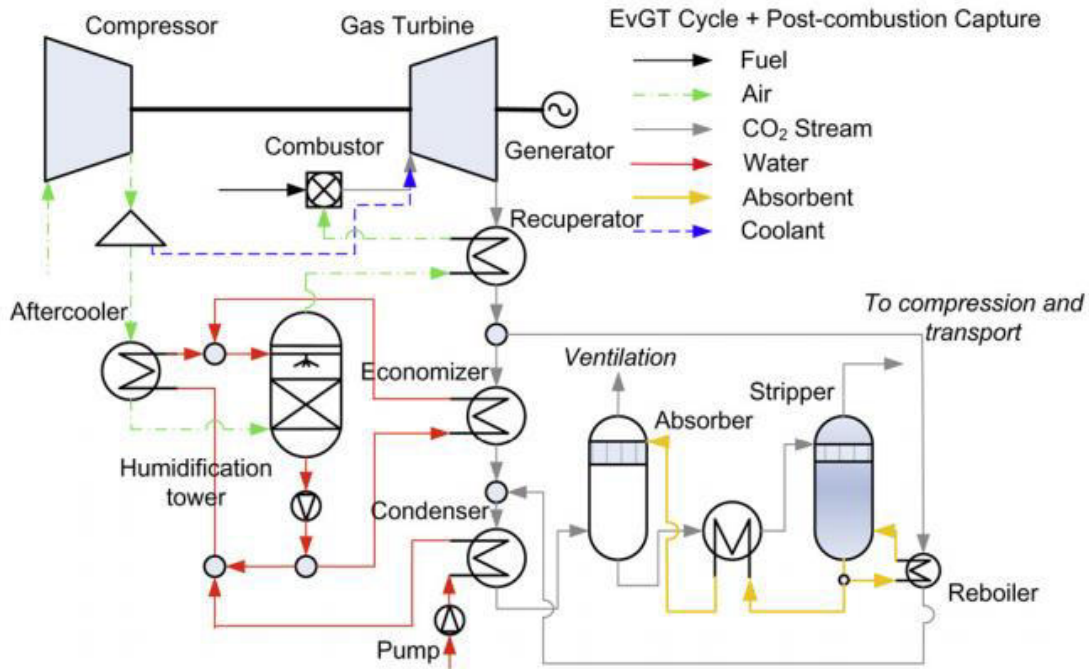 EvGT Cycle + Post-combustion Capture
Compressor
Gas Turbine
Fuel
Air
CO₂ Stream
Water
Absorbent
Coolant
Combustor
Generator
Recuperator
Aftercooler
To compression and
transport
Ventilation
Economizer
Stripper
Absorber
Humidification
tower
Condenser
Reboiler
Pump